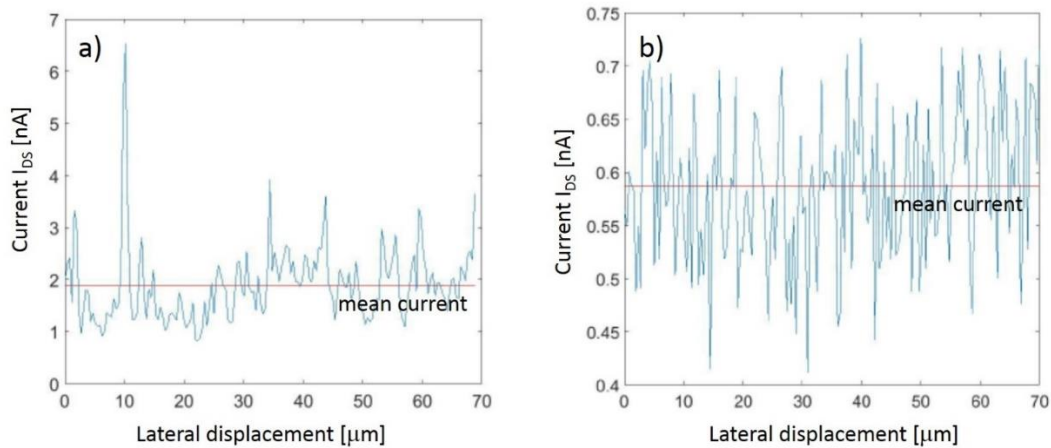 a)
Current I_DS [nA]
7
6
5
4
3
2
1
0
mean current
0 10 20 30 40 50 60 70
Lateral displacement [μm]
b)
Current I_DS [nA]
0.75
0.7
0.65
0.6
0.55
0.5
0.45
0.4
mean current
0 10 20 30 40 50 60 70
Lateral displacement [μm]